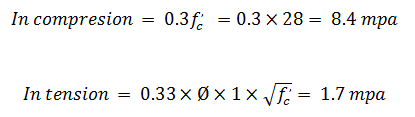 In compresion = 0.3f'c = 0.3 × 28 = 8.4 mpa
In tension = 0.33 × Ø × 1 × √f'c = 1.7 mpa